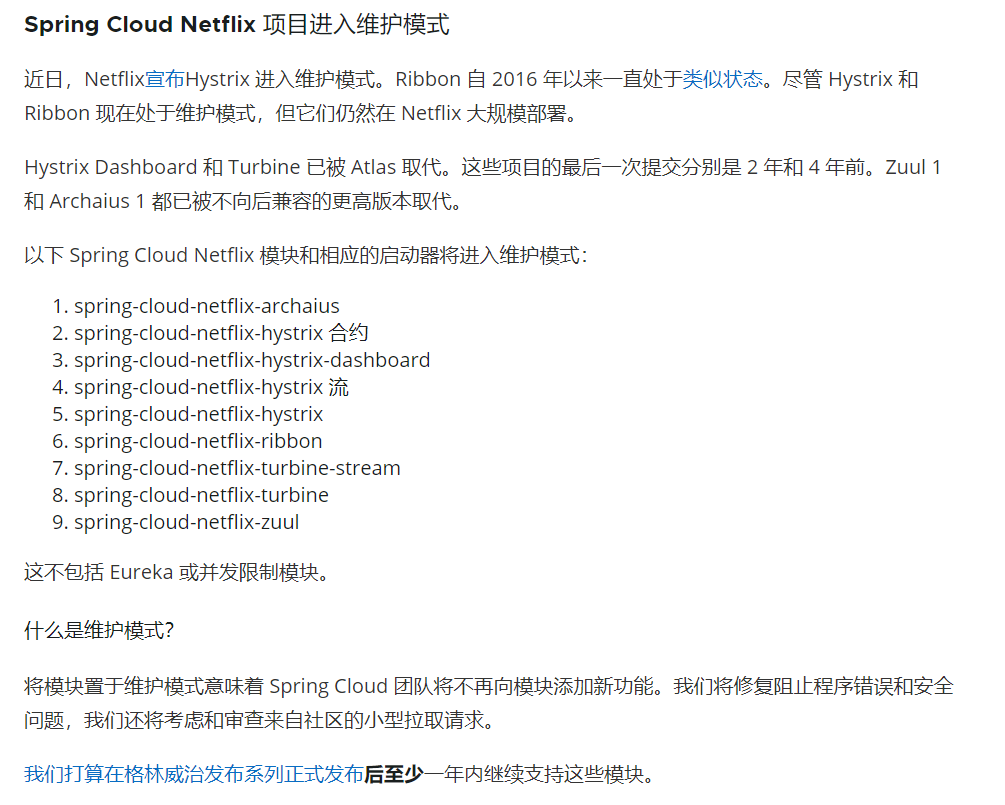 Spring Cloud Netflix 项目进入维护模式
近日，Netflix宣布Hystrix 进入维护模式。Ribbon 自 2016 年以来一直处于类似状态。尽管 Hystrix 和
Ribbon 现在处于维护模式，但它们仍然在 Netflix 大规模部署。
Hystrix Dashboard 和 Turbine 已被 Atlas 取代。这些项目的最后一次提交分别是 2 年和 4 年前。Zuul 1
和 Archaius 1 都已被不向后兼容的更高版本取代。
以下 Spring Cloud Netflix 模块和相应的启动器将进入维护模式：
1. spring-cloud-netflix-archaius
2. spring-cloud-netflix-hystrix 合约
3. spring-cloud-netflix-hystrix-dashboard
4. spring-cloud-netflix-hystrix 流
5. spring-cloud-netflix-hystrix
6. spring-cloud-netflix-ribbon
7. spring-cloud-netflix-turbine-stream
8. spring-cloud-netflix-turbine
9. spring-cloud-netflix-zuul
这不包括 Eureka 或并发限制模块。
什么是维护模式？
将模块置于维护模式意味着 Spring Cloud 团队将不再向模块添加新功能。我们将修复阻止程序错误和安全
问题，我们还将考虑和审查来自社区的小型拉取请求。
我们打算在格林威治发布系列正式发布后至少一年内继续支持这些模块。